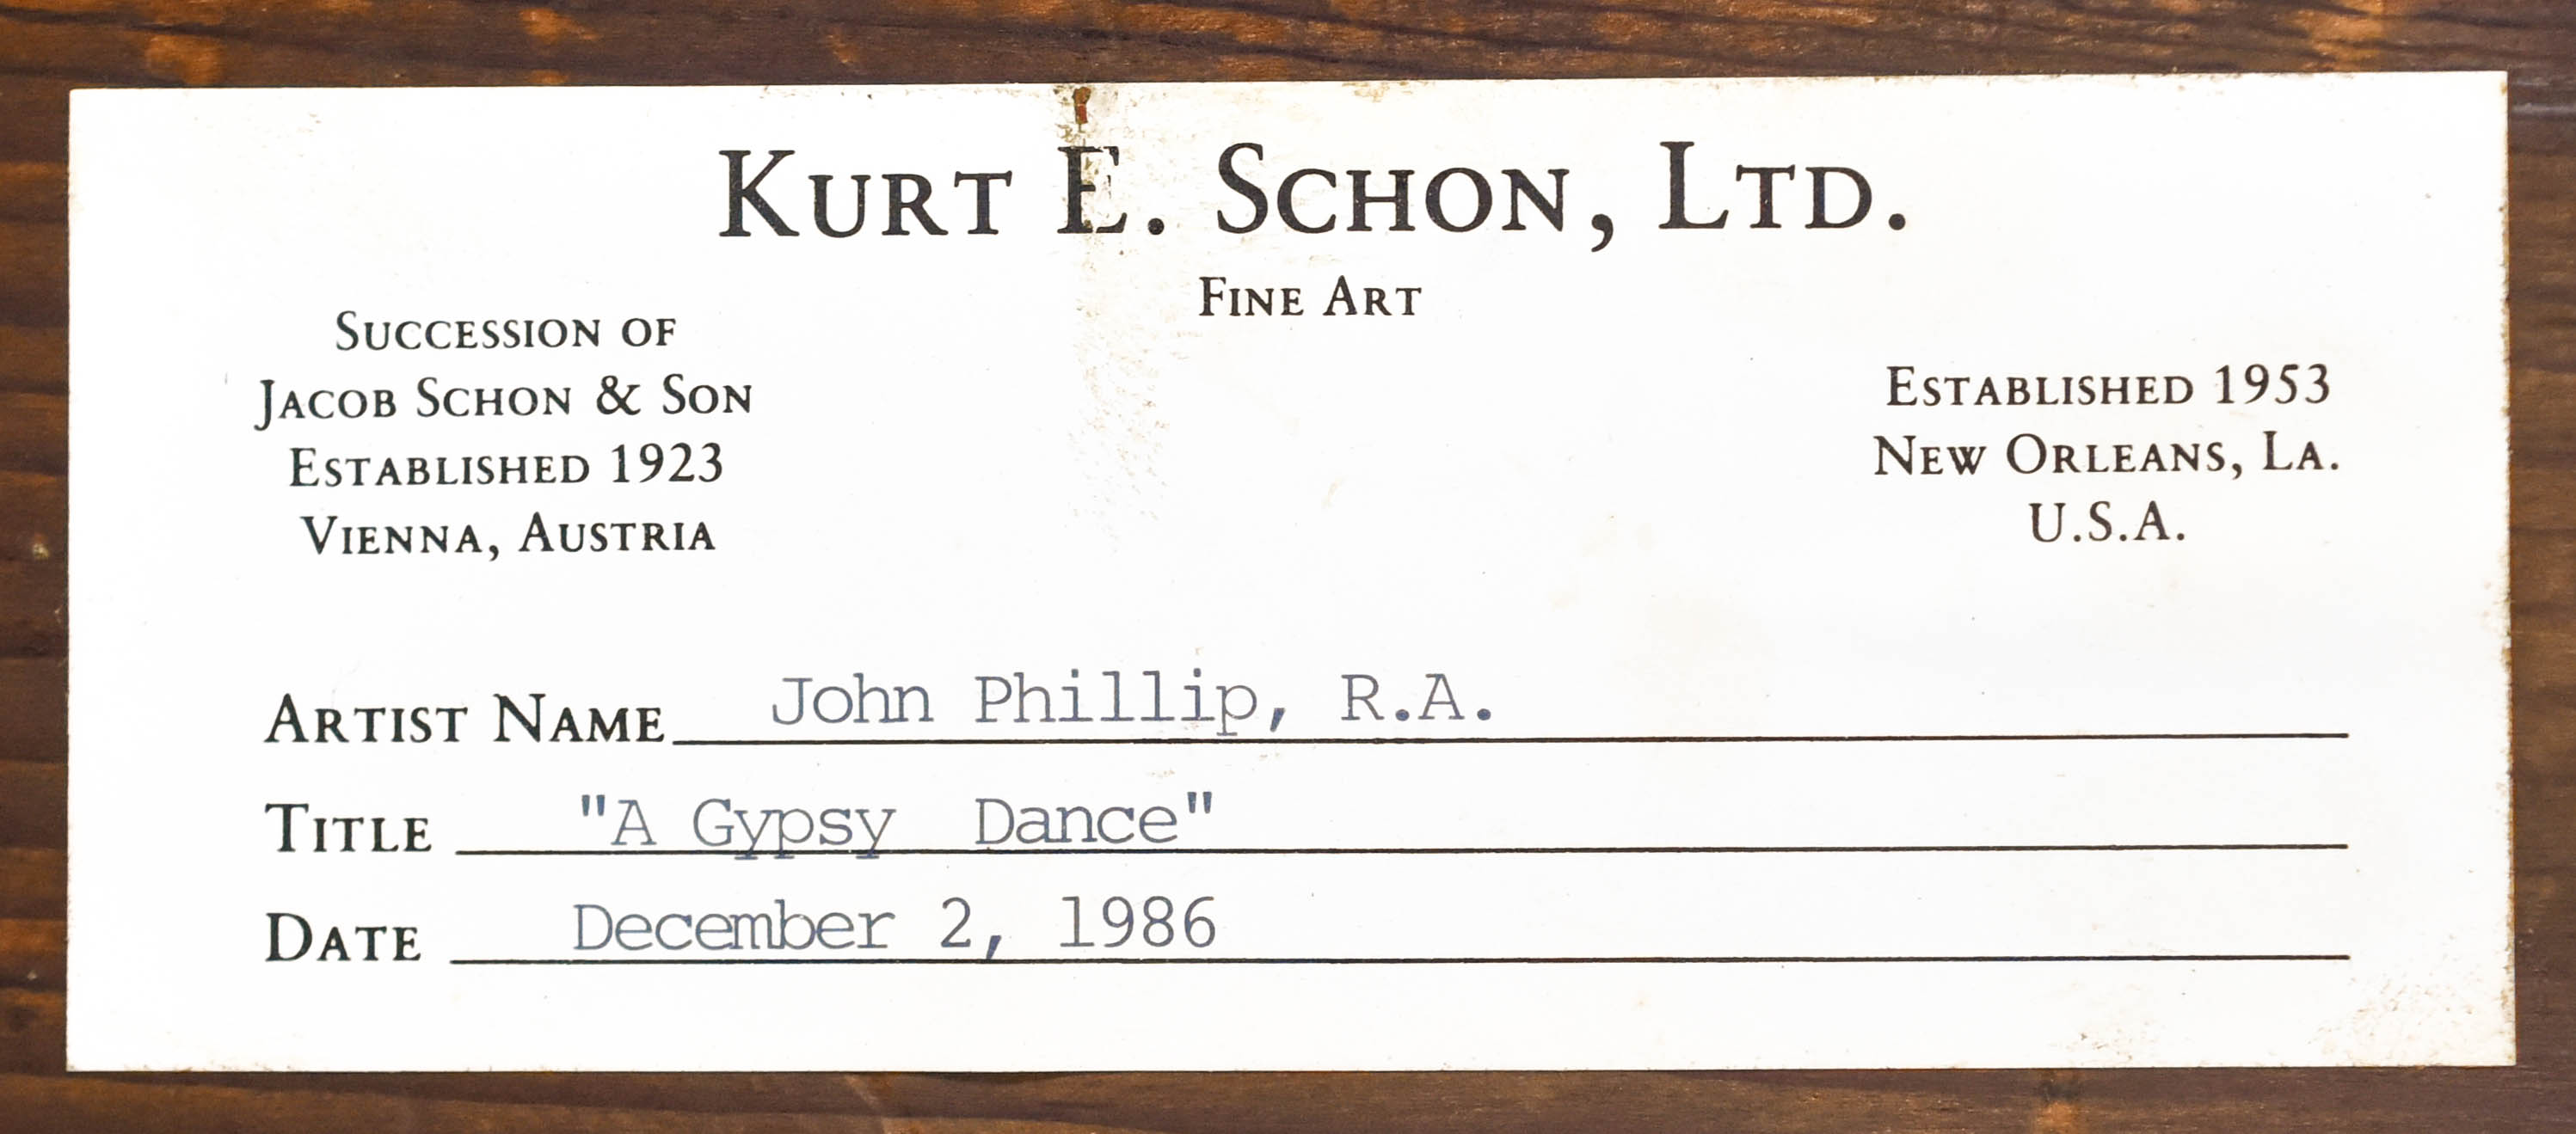 KURT E. SCHON, LTD.
FINE ART
SUCCESSION OF
JACOB SCHON & SON
ESTABLISHED 1923
VIENNA, AUSTRIA
ESTABLISHED 1953
NEW ORLEANS, LA.
U.S.A.
ARTIST NAME John Phillip, R.A.
TITLE "A Gypsy Dance"
DATE December 2, 1986